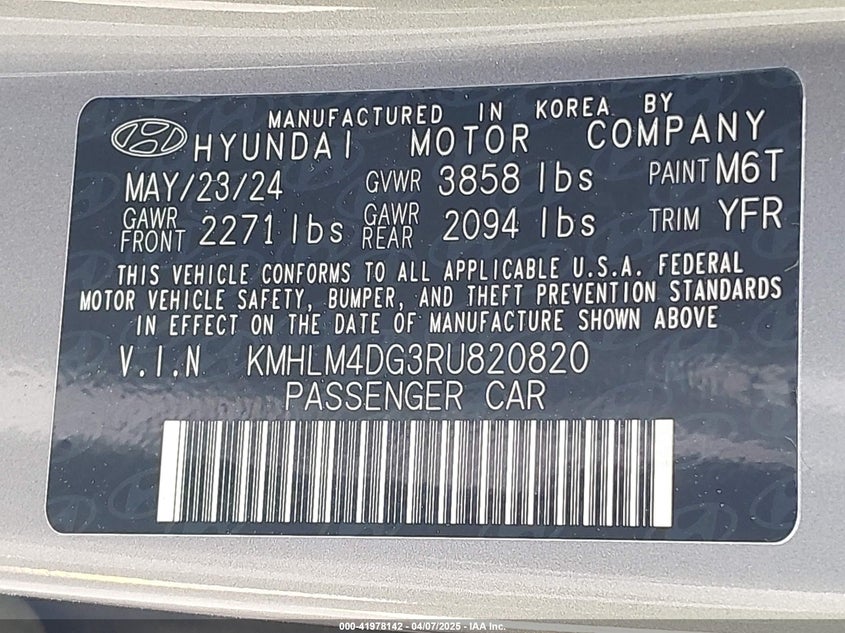 MANUFACTURED IN KOREA BY
HYUNDAI MOTOR COMPANY
MAY/23/24 GVWR 3858 lbs PAINT M6T
GAWR FRONT 2271 lbs GAWR REAR 2094 lbs TRIM YFR
THIS VEHICLE CONFORMS TO ALL APPLICABLE U.S.A. FEDERAL
MOTOR VEHICLE SAFETY, BUMPER, AND THEFT PREVENTION STANDARDS
IN EFFECT ON THE DATE OF MANUFACTURE SHOWN ABOVE
V.I.N KMHLM4DG3RU820820
PASSENGER CAR
000-41978142 - 04/07/2025 - IAA Inc.